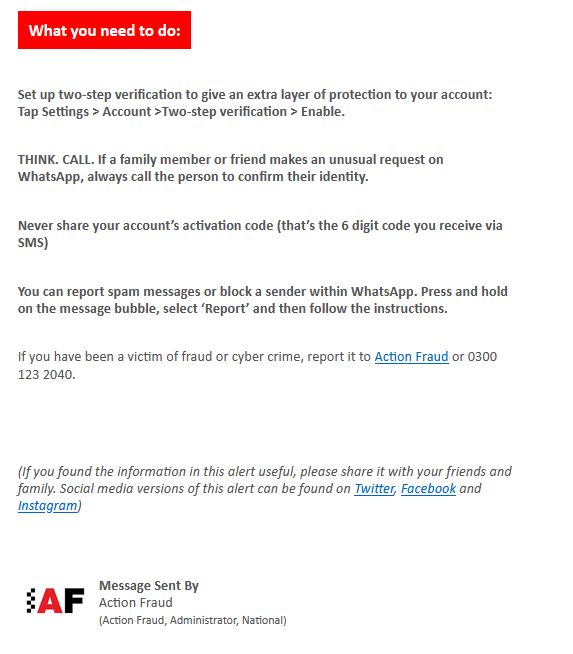 What you need to do:
Set up two-step verification to give an extra layer of protection to your account:
Tap Settings > Account >Two-step verification > Enable.
THINK. CALL. If a family member or friend makes an unusual request on
WhatsApp, always call the person to confirm their identity.
Never share your account’s activation code (that’s the 6 digit code you receive via
SMS)
You can report spam messages or block a sender within WhatsApp. Press and hold
on the message bubble, select ‘Report’ and then follow the instructions.
If you have been a victim of fraud or cyber crime, report it to Action Fraud or 0300
123 2040.
(If you found the information in this alert useful, please share it with your friends and
family. Social media versions of this alert can be found on Twitter, Facebook and
Instagram)
AF
Message Sent By
Action Fraud
(Action Fraud, Administrator, National)